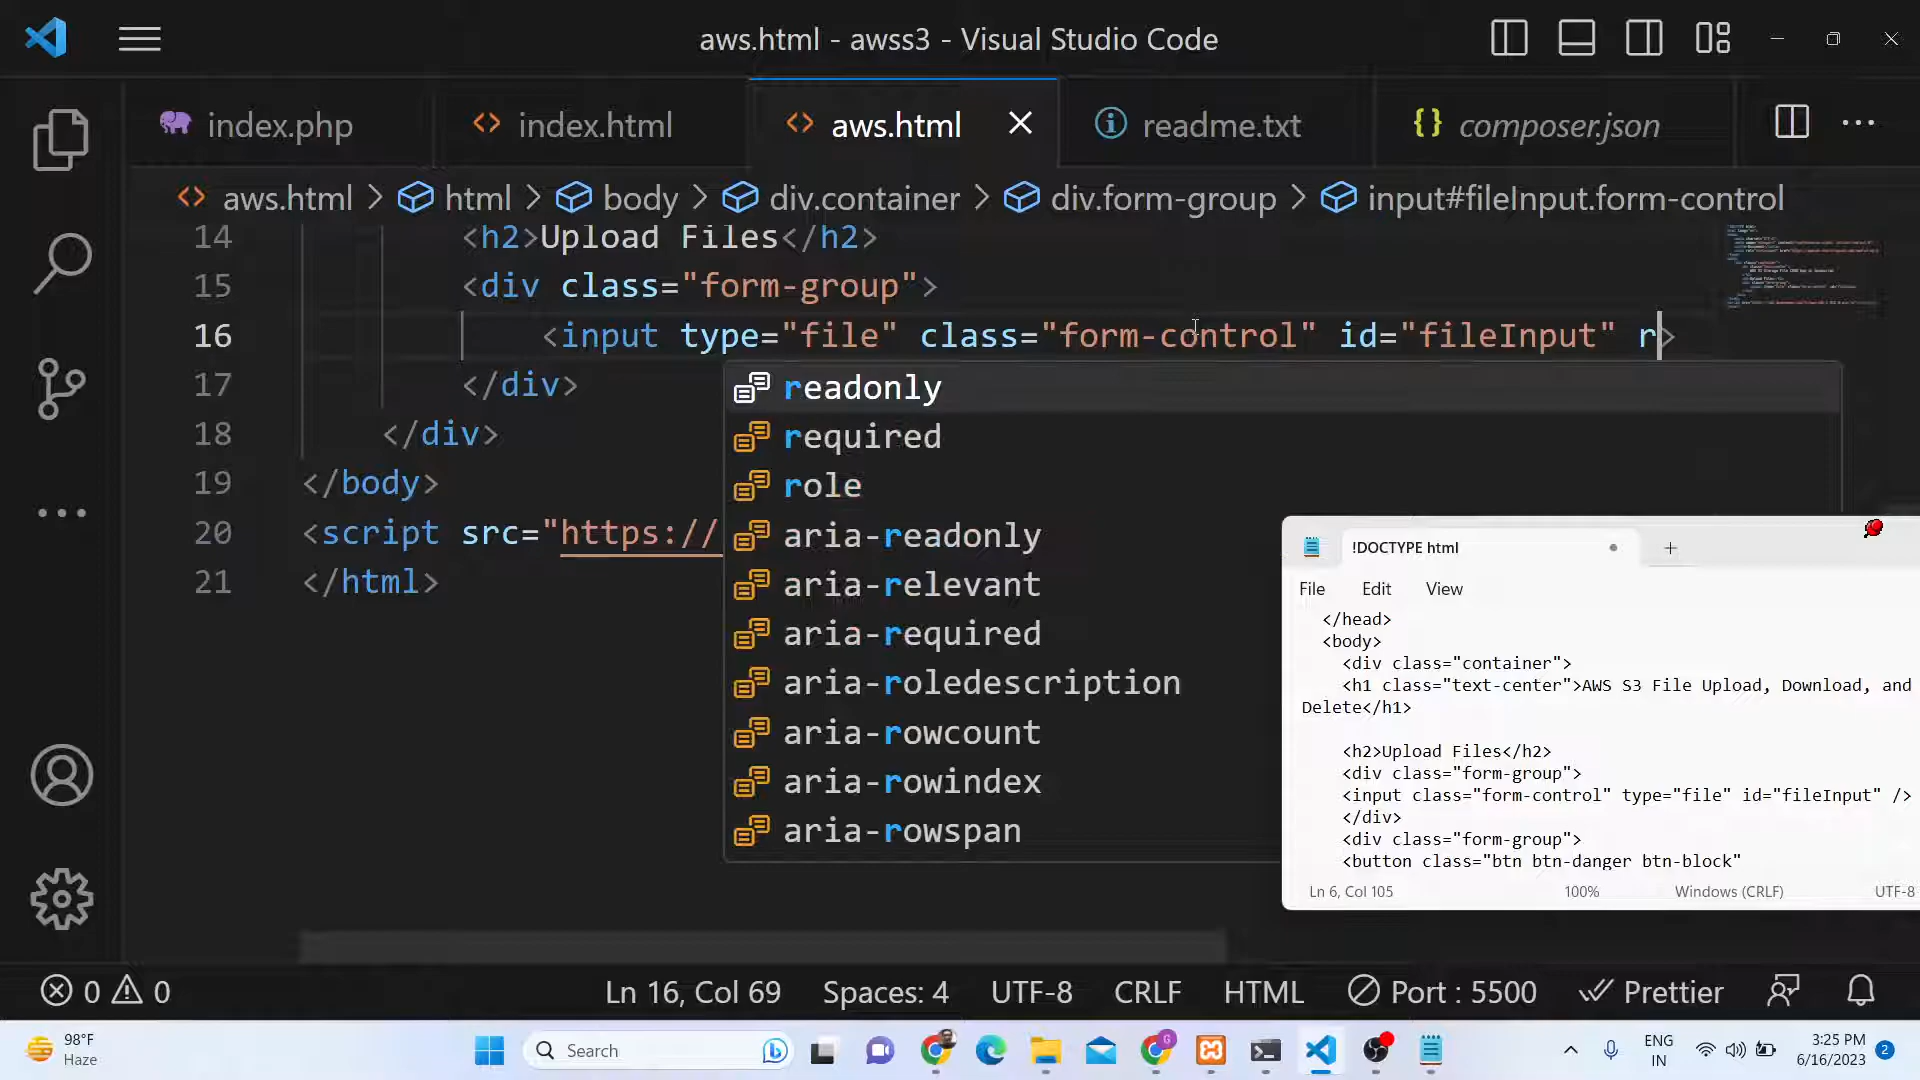 aws.html - awss3 - Visual Studio Code
index.php
index.html
aws.html
readme.txt
composer.json
aws.html > html > body > div.container > div.form-group > input#fileInput.form-control
14 <h2>Upload Files</h2>
15 <div class="form-group">
16 <input type="file" class="form-control" id="fileInput" r>
17 </div>
18 </div>
19 </body>
20 <script src="https://
21 </html>
readonly
required
role
aria-readonly
aria-relevant
aria-required
aria-roledescription
aria-rowcount
aria-rowindex
aria-rowspan
!DOCTYPE html
File Edit View
</head>
<body>
<div class="container">
<h1 class="text-center">AWS S3 File Upload, Download, and
Delete</h1>
<h2>Upload Files</h2>
<div class="form-group">
<input class="form-control" type="file" id="fileInput" />
</div>
<div class="form-group">
<button class="btn btn-danger btn-block"
Ln 6, Col 105 100% Windows (CRLF) UTF-8
0 0 Ln 16, Col 69 Spaces: 4 UTF-8 CRLF HTML Port : 5500 Prettier
98°F
Haze
Search
ENG
IN
3:25 PM
6/16/2023
2